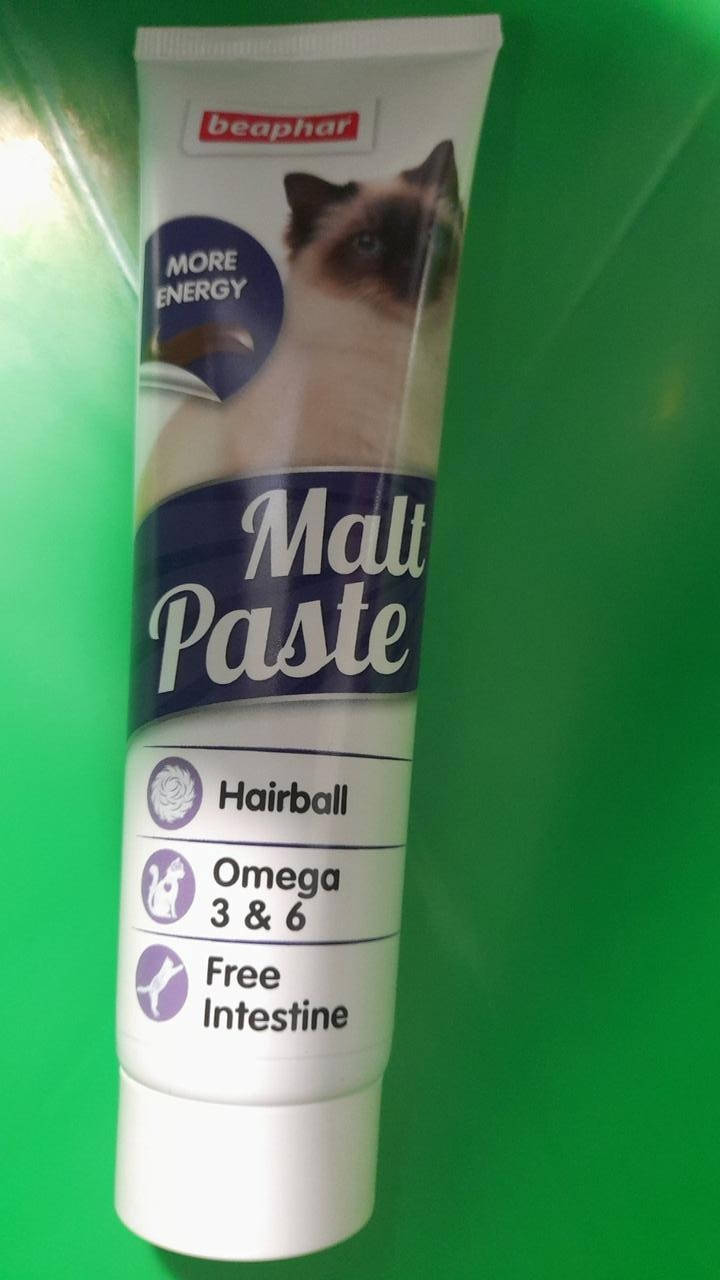 beaphar
MORE
ENERGY
Malt
Paste
Hairball
Omega
3 & 6
Free
Intestine